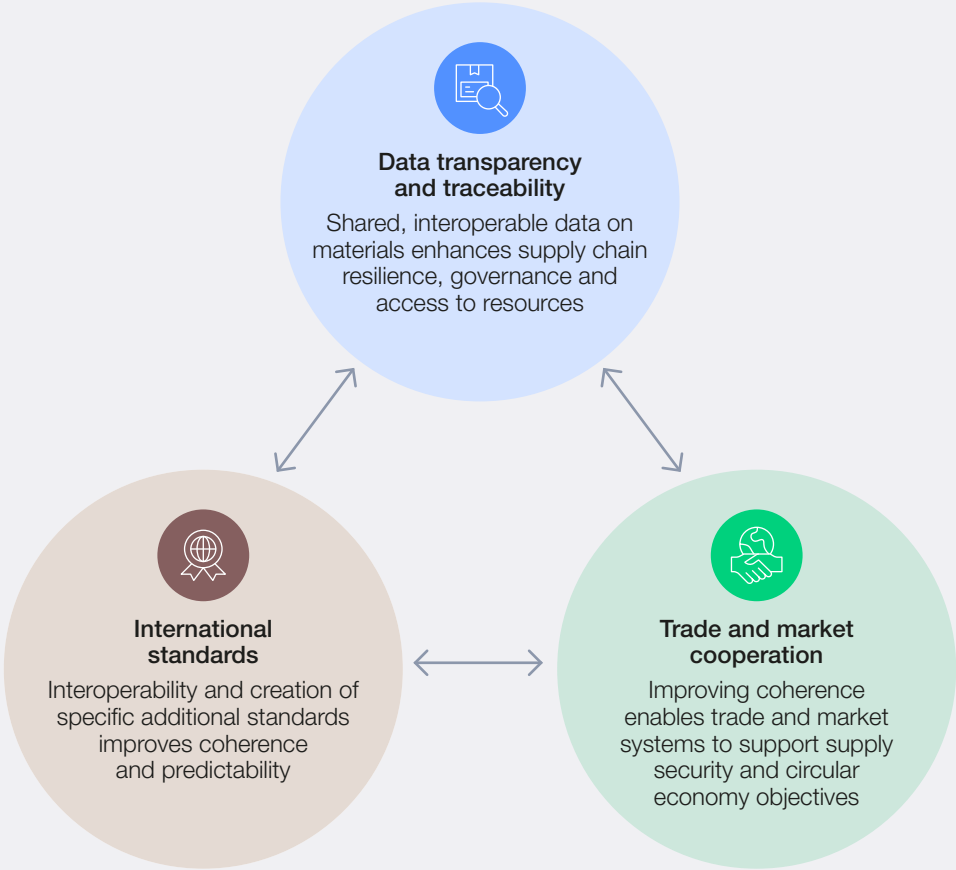 Data transparency
and traceability
Shared, interoperable data on
materials enhances supply chain
resilience, governance and
access to resources
International
standards
Interoperability and creation of
specific additional standards
improves coherence
and predictability
Trade and market
cooperation
Improving coherence
enables trade and market
systems to support supply
security and circular
economy objectives